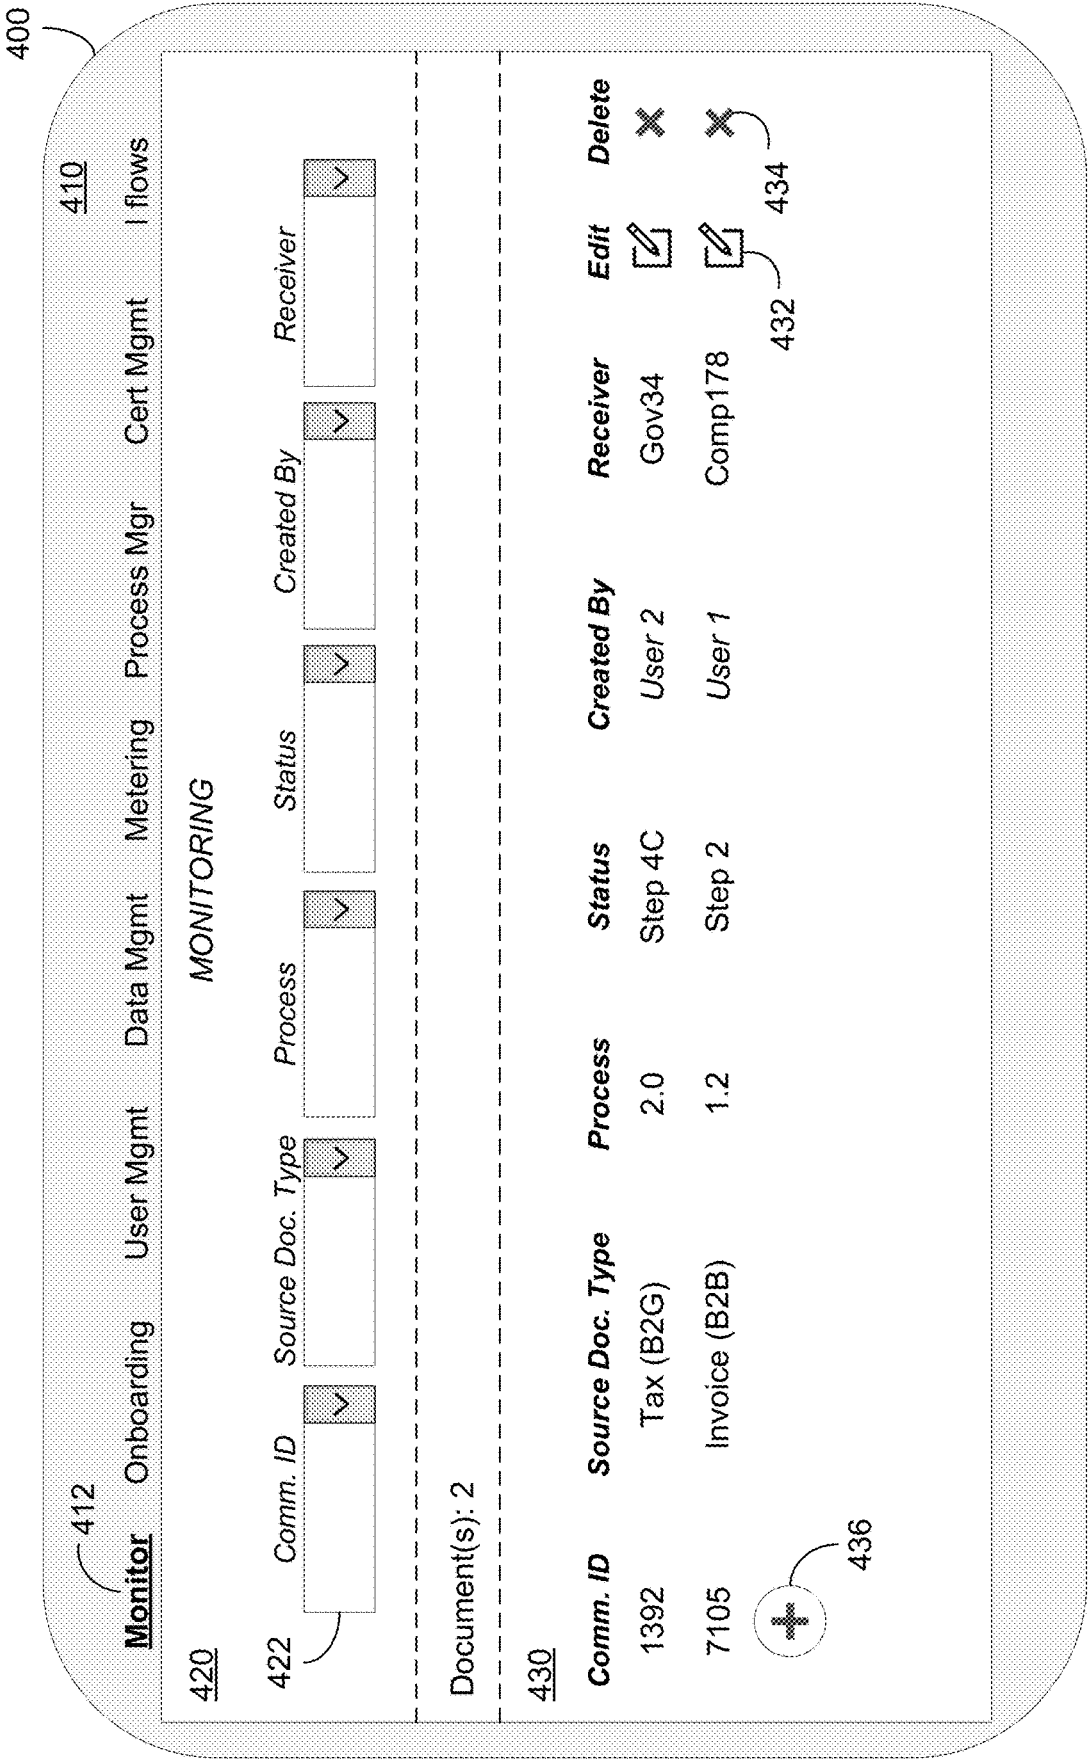 400
410
412
Monitor Onboarding User Mgmt Data Mgmt Metering Process Mgr Cert Mgmt I flows
420
MONITORING
422
Comm. ID Source Doc. Type Process Status Created By Receiver
Document(s): 2
430
Comm. ID Source Doc. Type Process Status Created By Receiver Edit Delete
1392 Tax (B2G) 2.0 Step 4C User 2 Gov34
7105 Invoice (B2B) 1.2 Step 2 User 1 Comp178
436
432
434